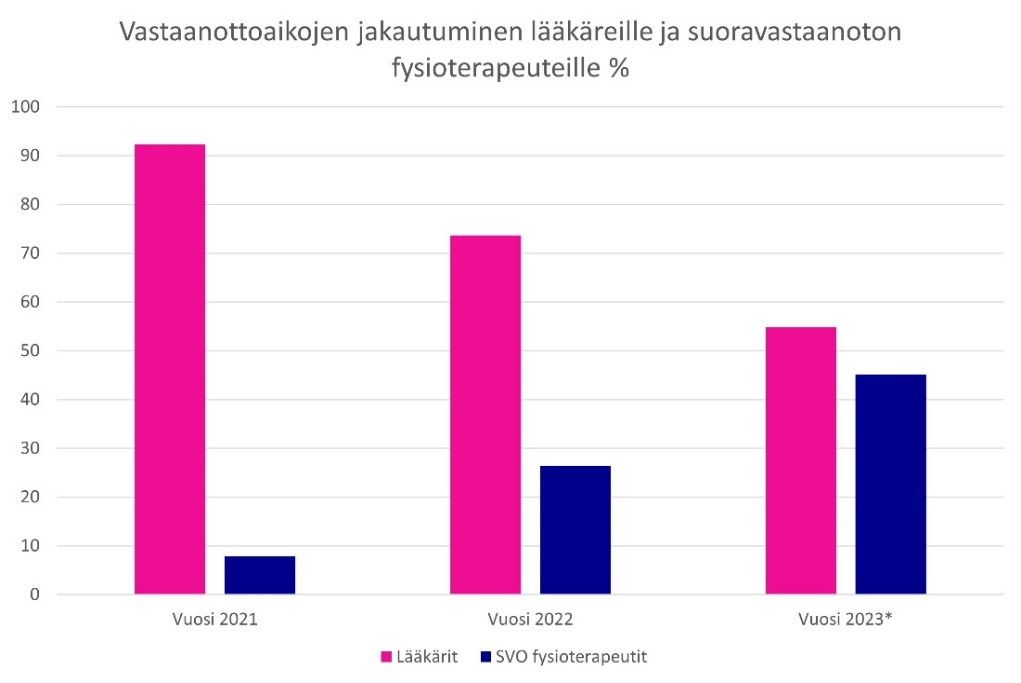 Vastaanottoaikojen jakautuminen lääkäreille ja suoravastaanoton
fysioterapeuteille %
100
90
80
70
60
50
40
30
20
10
0
Vuosi 2021 Vuosi 2022 Vuosi 2023*
Lääkärit SVO fysioterapeutit